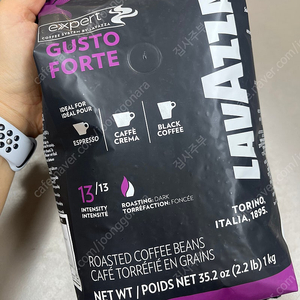 expert
COFFEE SYSTEM BY LAVAZZA
GUSTO
FORTE
IDEAL FOR
IDÉAL POUR
ESPRESSO
CAFFÈ
CREMA
BLACK
COFFEE
LAVAZZA
TORINO,
ITALIA, 1895
13/13
INTENSITY
INTENSITÉ
ROASTING: DARK
TORRÉFACTION: FONCÉE
ROASTED COFFEE BEANS
CAFÉ TORRÉFIÉ EN GRAINS
NET WT / POIDS NET 35.2 oz (2.2 lb) 1 kg